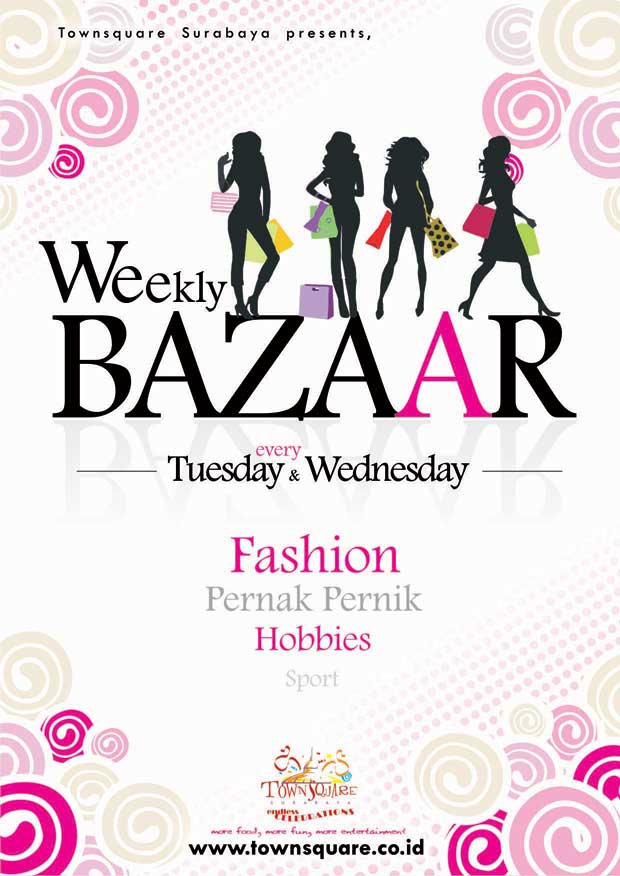 Townsquare Surabaya presents,
Weekly
BAZAAR
every
Tuesday & Wednesday
Fashion
Pernak Pernik
Hobbies
Sport
TOWNSQUARE
SURABAYA
endless
CELEBRATIONS
more food, more fun, more entertainment
www.townsquare.co.id